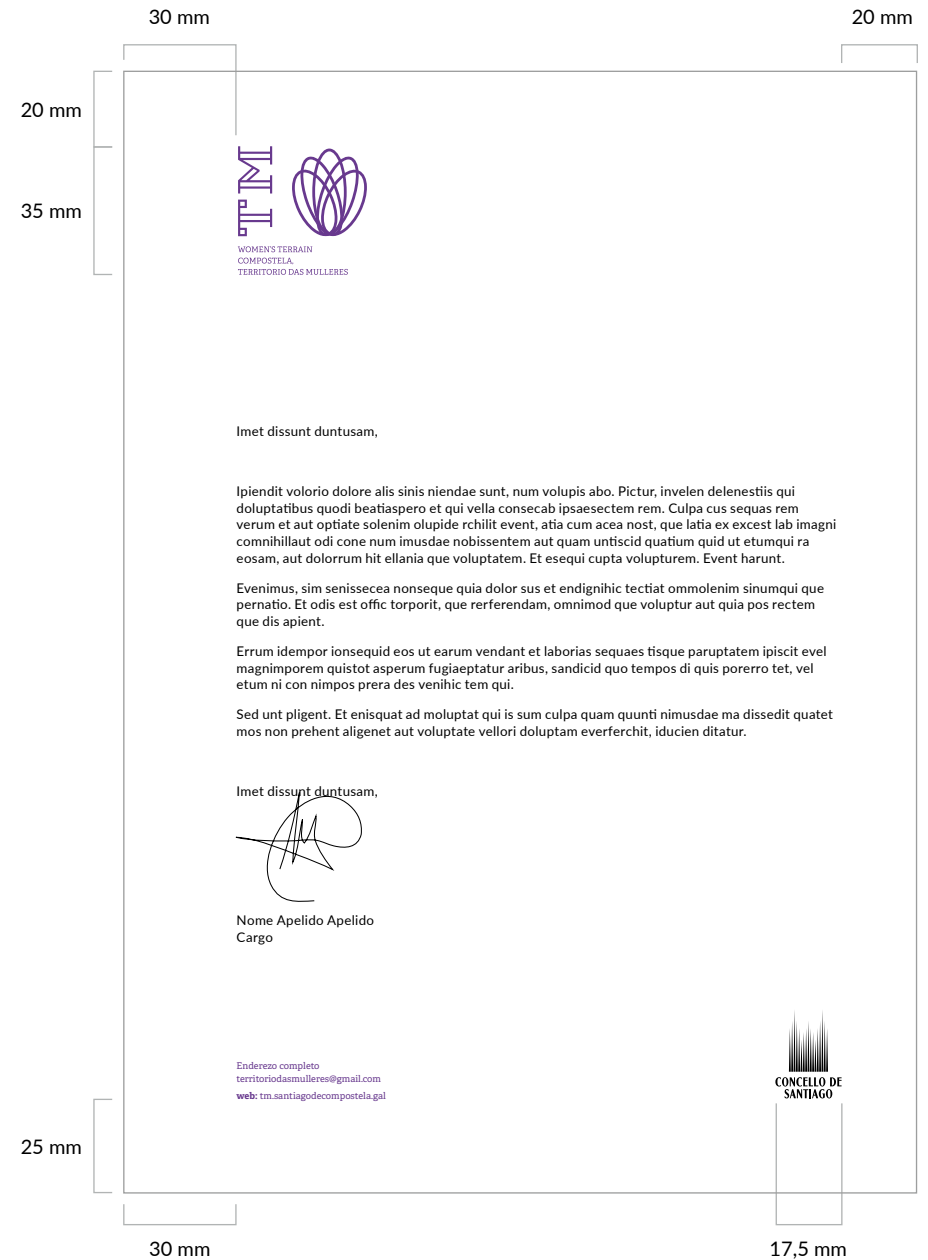 30 mm
20 mm
20 mm
35 mm
TM
WOMEN'S TERRAIN
COMPOSTELA,
TERRITORIO DAS MULLERES
Imet dissunt duntusam,
Ipiendit volorio dolore alis sinis niendae sunt, num volupis abo. Pictur, invelen delenestiis qui
doluptatibus quodi beatiaspero et qui vella consecab ipsaesectem rem. Culpa cus sequas rem
verum et aut optiate solenim olupide rchilit event, atia cum acea nost, que latia ex excest lab imagni
comnihillaut odi cone num imusdae nobissentem aut quam untiscid quatium quid ut etumqui ra
eosam, aut dolorrum hit ellania que voluptatem. Et esequi cupta volupturem. Event harunt.
Evenimus, sim senissecea nonseque quia dolor sus et endignihic tectiat ommolenim sinumqui que
pernatio. Et odis est offic torporit, que rerferendam, omnimod que voluptur aut quia pos rectem
que dis apient.
Errum idempor ionsequid eos ut earum vendant et laborias sequaes tisque paruptatem ipiscit evel
magnimporem quistot asperum fugiaeptatur aribus, sandicid quo tempos di quis porerro tet, vel
etum ni con nimpos prera des venihic tem qui.
Sed unt pligent. Et enisquat ad moluptat qui is sum culpa quam quunti nimusdae ma dissedit quatet
mos non prehent aligenet aut voluptate vellori doluptam everferchit, iducien ditatur.
Imet dissunt duntusam,
Nome Apelido Apelido
Cargo
Enderezo completo
territoriodasmulleres@gmail.com
web: tm.santiagodecompostela.gal
CONCELLO DE
SANTIAGO
25 mm
30 mm
17,5 mm